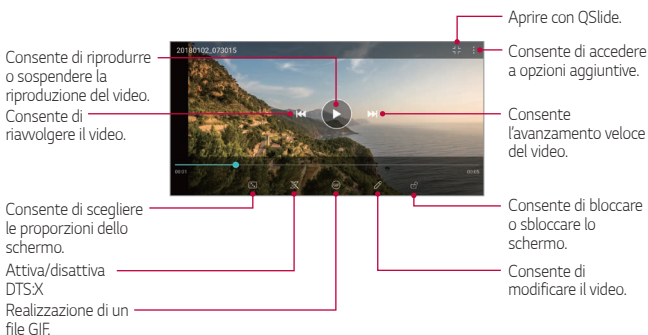 Aprire con QSlide.
Consente di riprodurre
o sospendere la
riproduzione del video.
20180102_073015
Consente di accedere
a opzioni aggiuntive.
Consente di
riavvolgere il video.
Consente
l'avanzamento veloce
del video.
00:01
00:05
Consente di scegliere
le proporzioni dello
schermo.
Consente di bloccare
o sbloccare lo
schermo.
Attiva/disattiva
DTS:X
Consente di
modificare il video.
Realizzazione di un
file GIF.